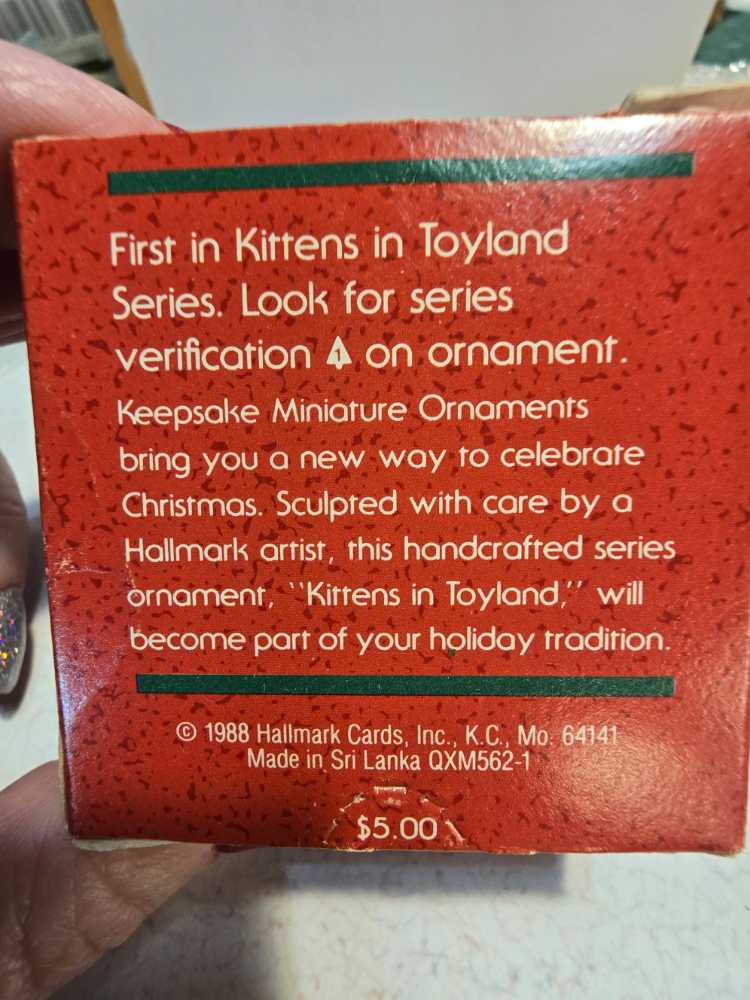 First in Kittens in Toyland
Series. Look for series
verification 1 on ornament.
Keepsake Miniature Ornaments
bring you a new way to celebrate
Christmas. Sculpted with care by a
Hallmark artist, this handcrafted series
ornament, "Kittens in Toyland," will
become part of your holiday tradition.
© 1988 Hallmark Cards, Inc., K.C., Mo. 64141
Made in Sri Lanka QXM562-1
$5.00